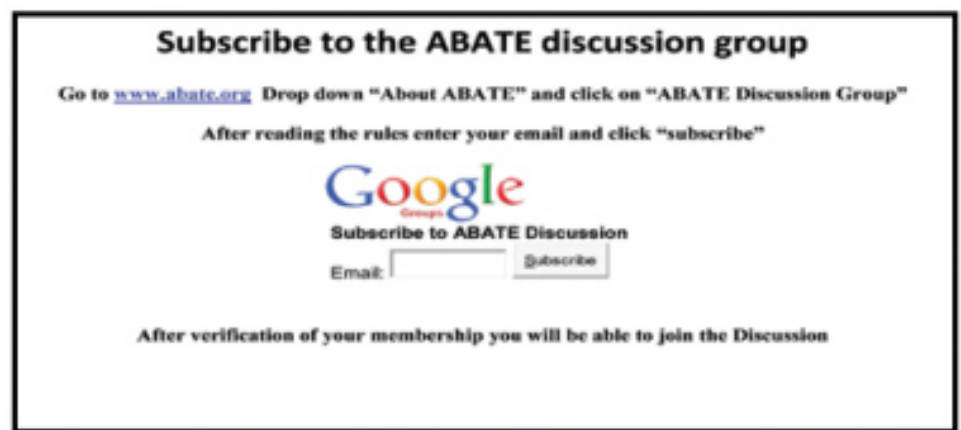 Subscribe to the ABATE discussion group
Go to www.abate.org Drop down “About ABATE” and click on “ABATE Discussion Group”
After reading the rules enter your email and click “subscribe”
Google
Groups
Subscribe to ABATE Discussion
Email: Subscribe
After verification of your membership you will be able to join the Discussion